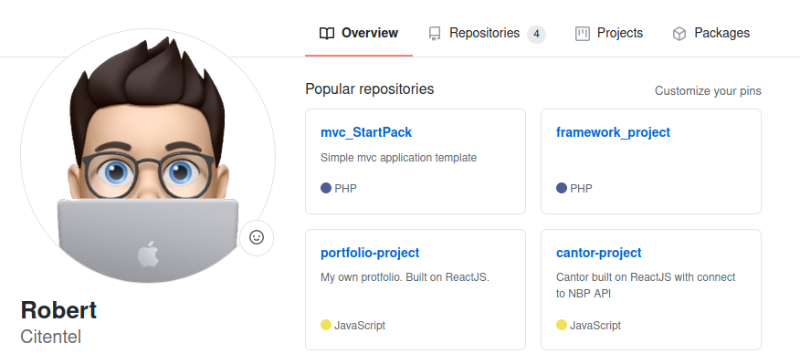 Overview Repositories 4 Projects Packages
Popular repositories Customize your pins
mvc_StartPack
Simple mvc application template
PHP
framework_project
PHP
portfolio-project
My own protfolio. Built on ReactJS.
JavaScript
cantor-project
Cantor built on ReactJS with connect
to NBP API
JavaScript
Robert
Citentel